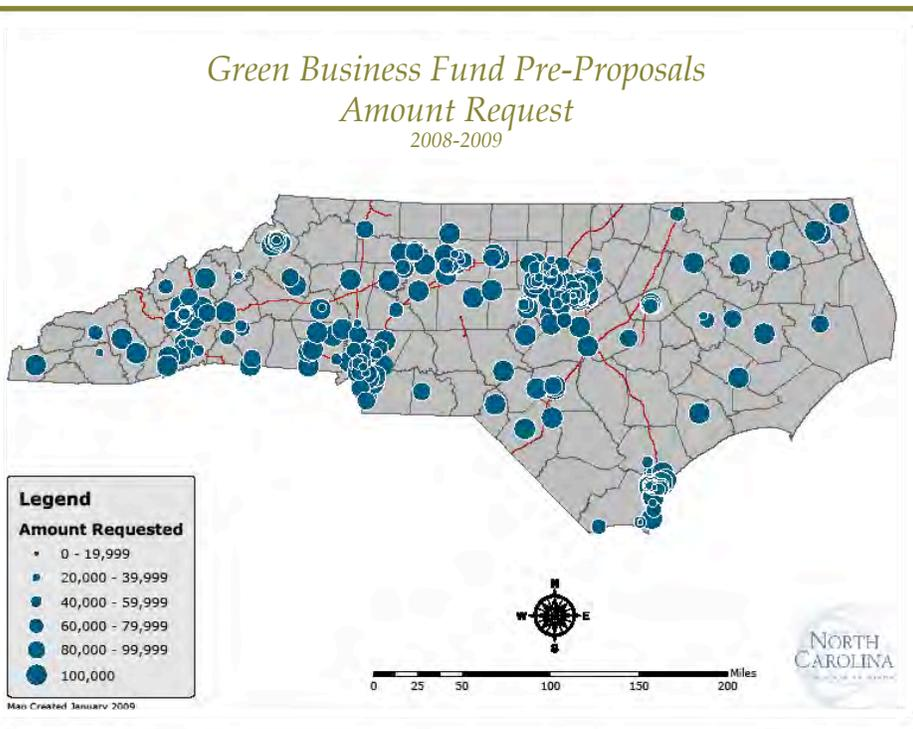 Green Business Fund Pre-Proposals
Amount Request
2008-2009
Legend
Amount Requested
0 - 19,999
20,000 - 39,999
40,000 - 59,999
60,000 - 79,999
80,000 - 99,999
100,000
Map Created January 2009
N
W E
S
Miles
0 25 50 100 150 200
NORTH
CAROLINA